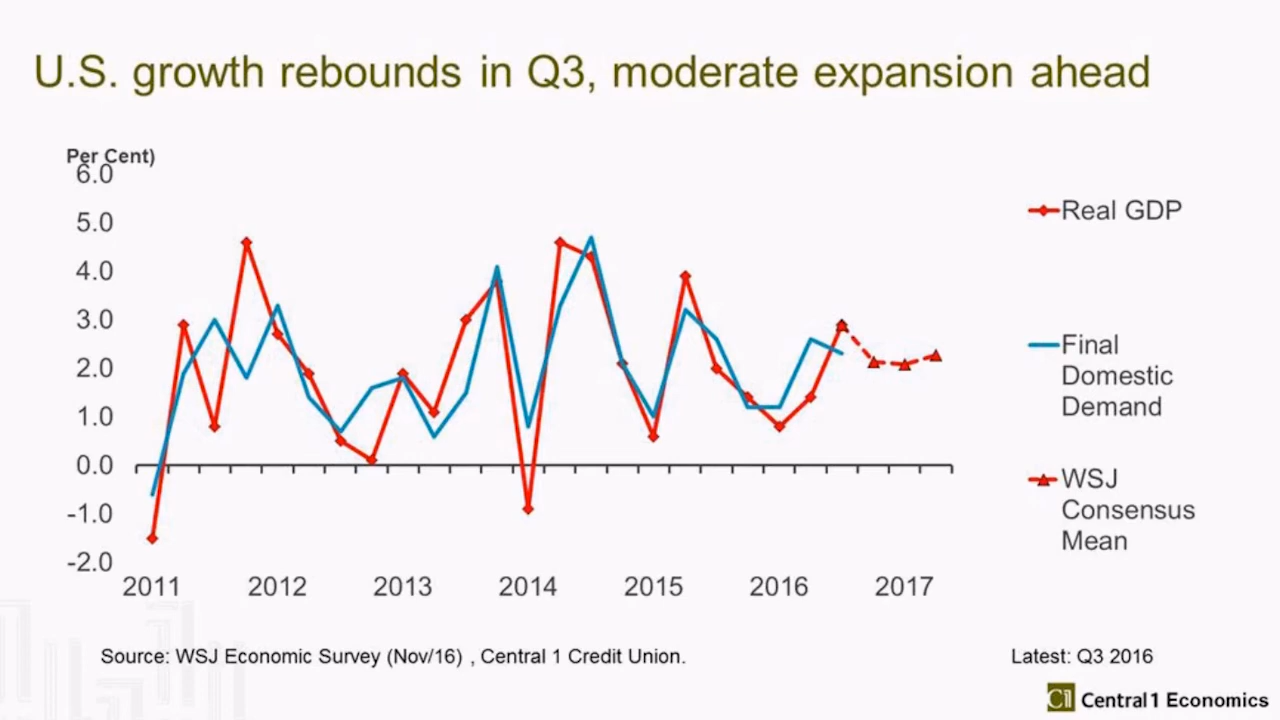 U.S. growth rebounds in Q3, moderate expansion ahead
Per Cent)
6.0
5.0
4.0
3.0
2.0
1.0
0.0
-1.0
-2.0
2011 2012 2013 2014 2015 2016 2017
Real GDP
Final
Domestic
Demand
WSJ
Consensus
Mean
Source: WSJ Economic Survey (Nov/16) , Central 1 Credit Union.
Latest: Q3 2016
C1 Central 1 Economics